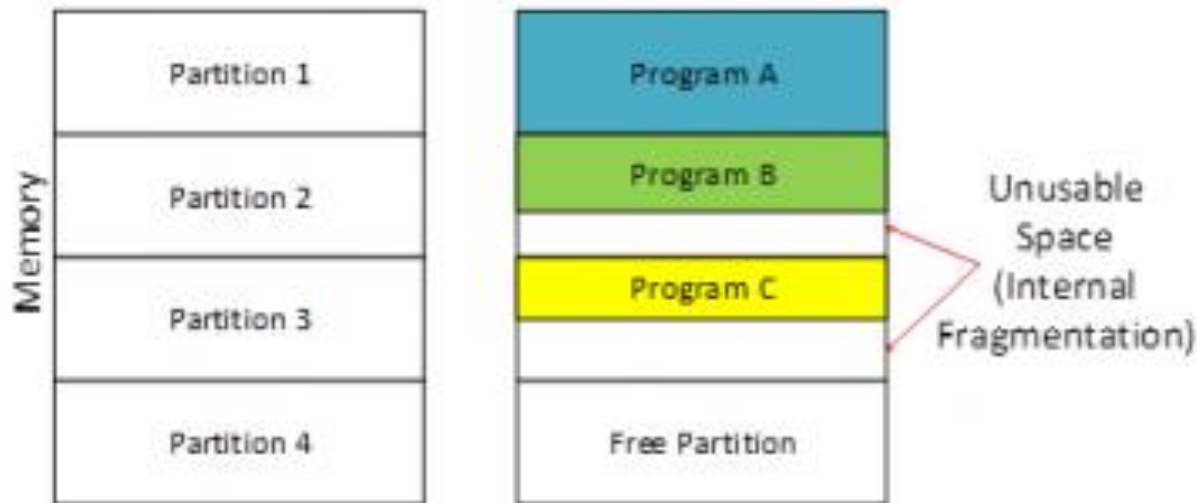 Memory
Partition 1
Partition 2
Partition 3
Partition 4
Program A
Program B
Program C
Free Partition
Unusable
Space
(Internal
Fragmentation)